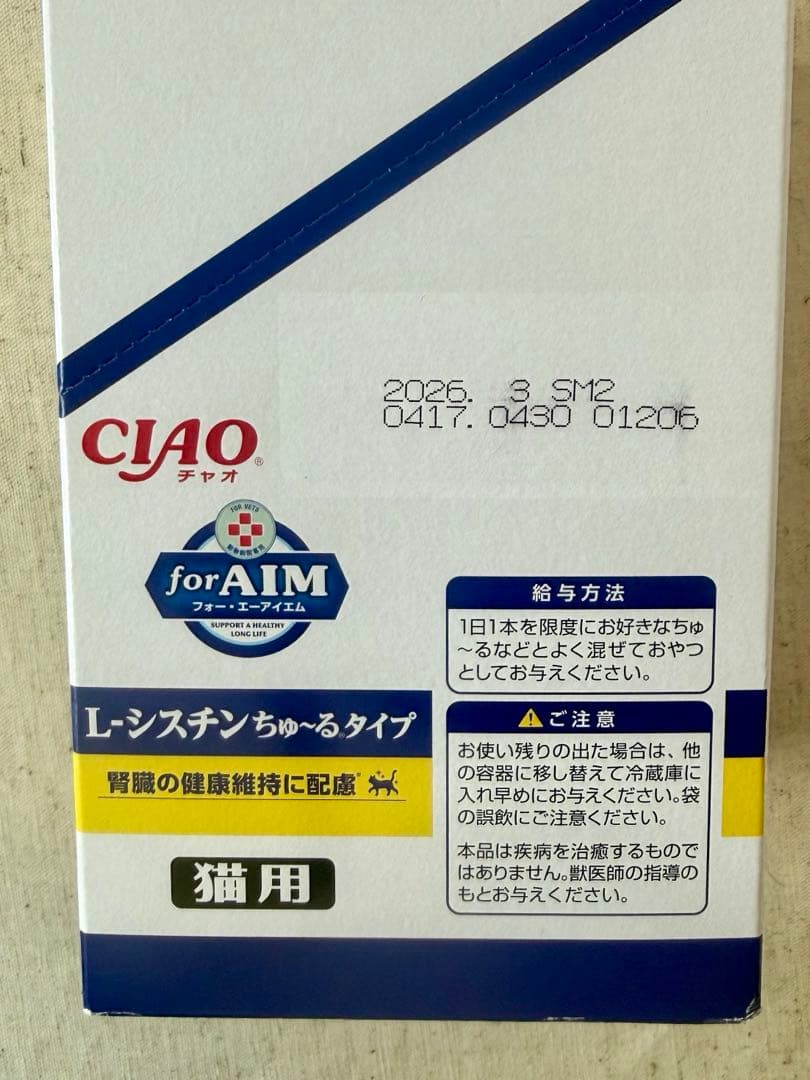 2026. 3 SM2
0417. 0430 01206
CIAO®
チャオ
FOR VETS
動物病院専用
forAIM
フォー・エーアイエム
SUPPORT A HEALTHY
LONG LIFE
L-シスチンちゅ〜る®タイプ
腎臓の健康維持に配慮
猫用
給与方法
1日1本を限度にお好きなちゅ
〜るなどとよく混ぜておやつ
としてお与えください。
ご注意
お使い残りの出た場合は、他
の容器に移し替えて冷蔵庫に
入れ早めにお与えください。袋
の誤飲にご注意ください。
本品は疾病を治癒するもので
はありません。獣医師の指導の
もとお与えください。